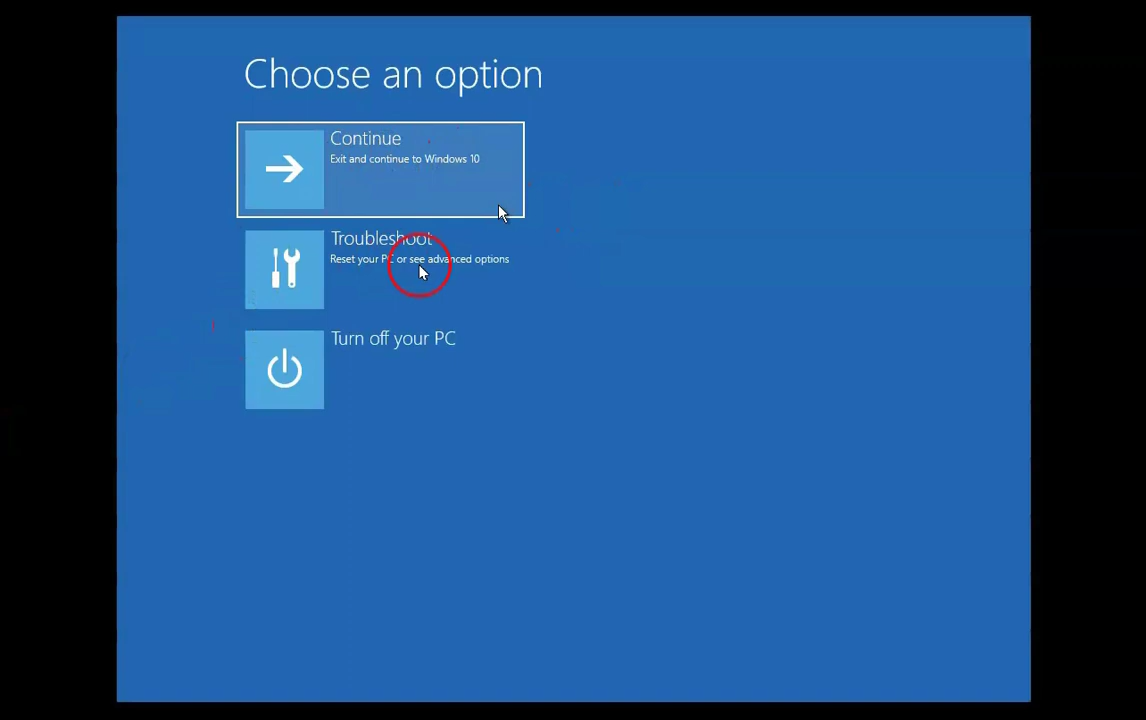 Choose an option
Continue
Exit and continue to Windows 10
Troubleshoot
Reset your PC or see advanced options
Turn off your PC